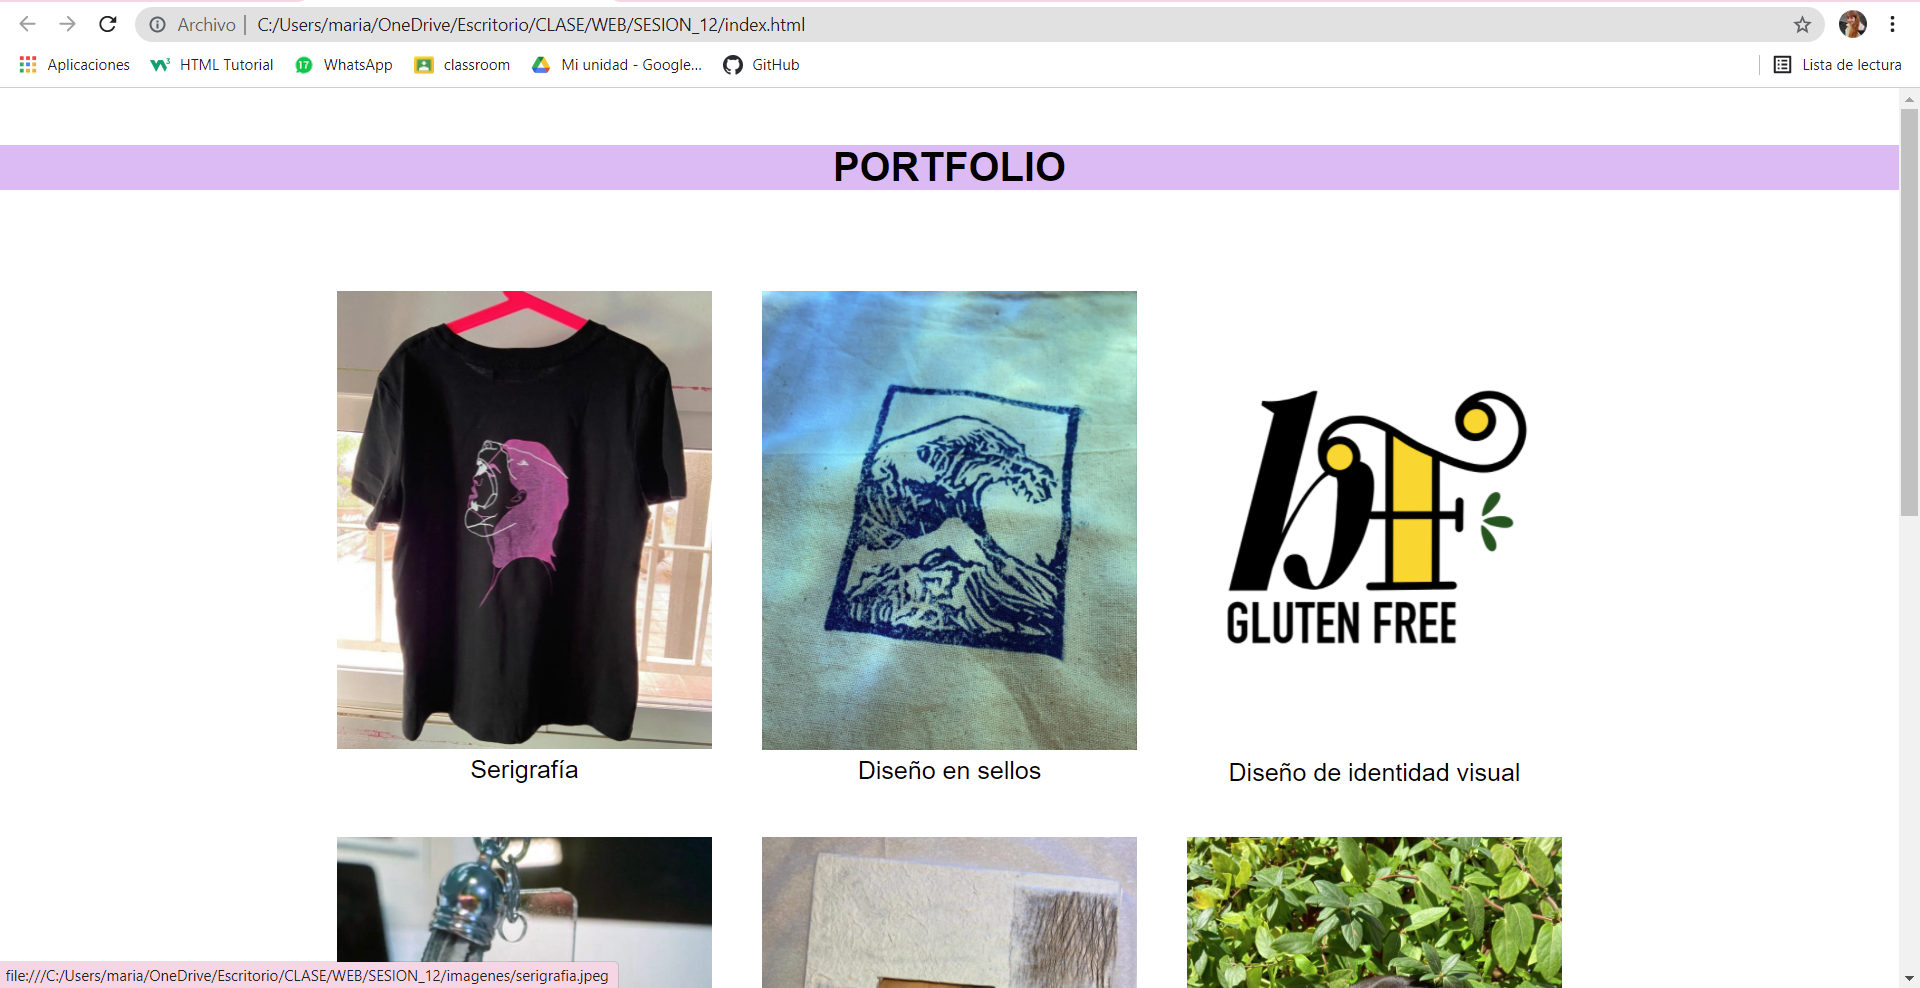 Archivo | C:/Users/maria/OneDrive/Escritorio/CLASE/WEB/SESION_12/index.html
Aplicaciones HTML Tutorial 17 WhatsApp classroom Mi unidad - Google... GitHub Lista de lectura
PORTFOLIO
bF
GLUTEN FREE
Serigrafía
Diseño en sellos
Diseño de identidad visual
file:///C:/Users/maria/OneDrive/Escritorio/CLASE/WEB/SESION_12/imagenes/serigrafia.jpeg